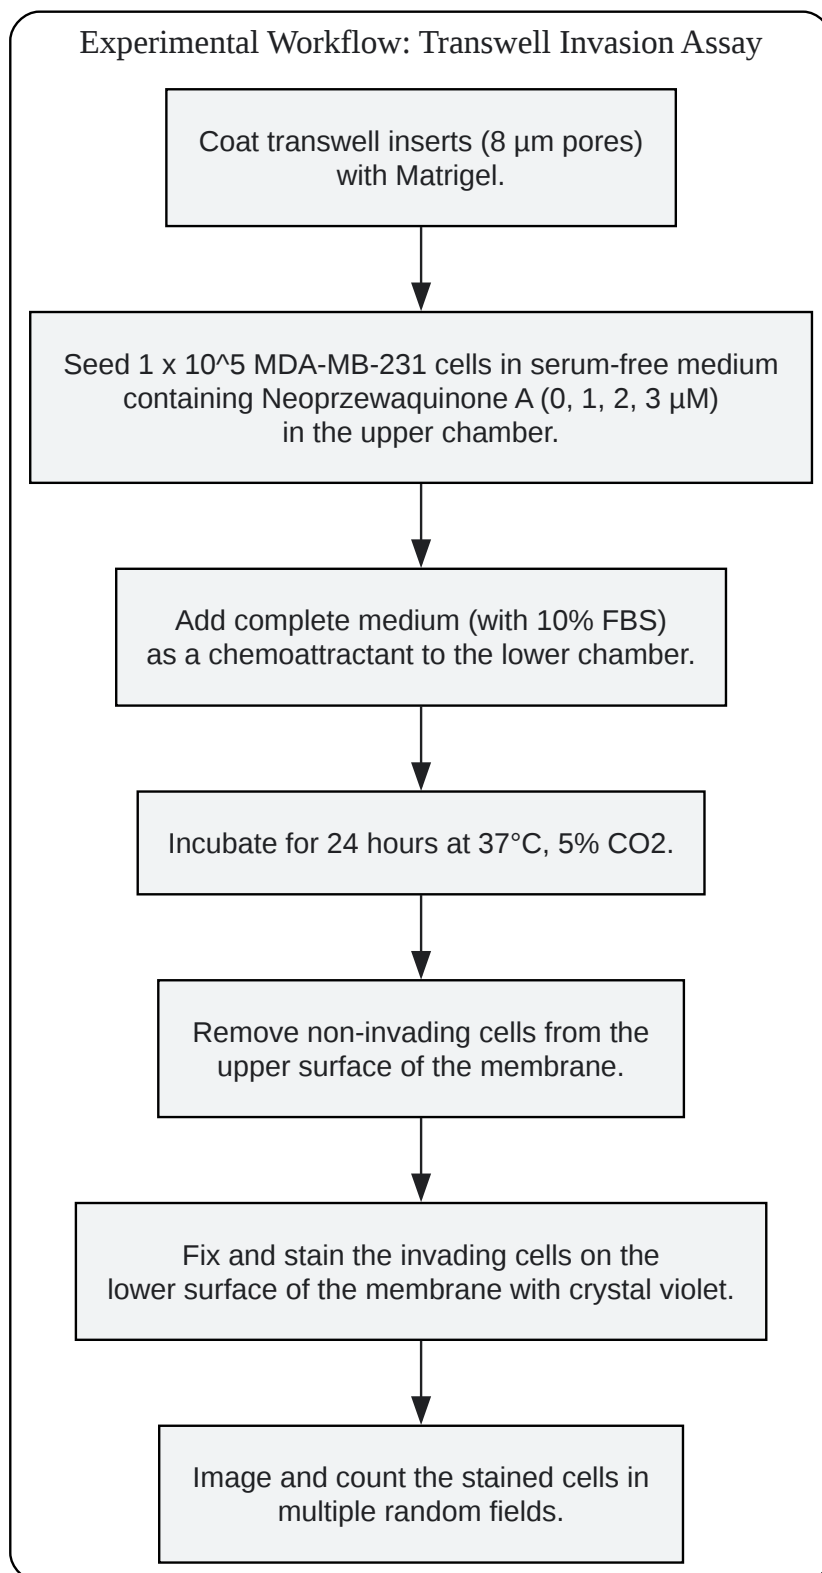 Experimental Workflow: Transwell Invasion Assay
Coat transwell inserts (8 µm pores)
with Matrigel.
Seed 1 x 10^5 MDA-MB-231 cells in serum-free medium
containing Neoprzewaquinone A (0, 1, 2, 3 µM)
in the upper chamber.
Add complete medium (with 10% FBS)
as a chemoattractant to the lower chamber.
Incubate for 24 hours at 37°C, 5% CO2.
Remove non-invading cells from the
upper surface of the membrane.
Fix and stain the invading cells on the
lower surface of the membrane with crystal violet.
Image and count the stained cells in
multiple random fields.